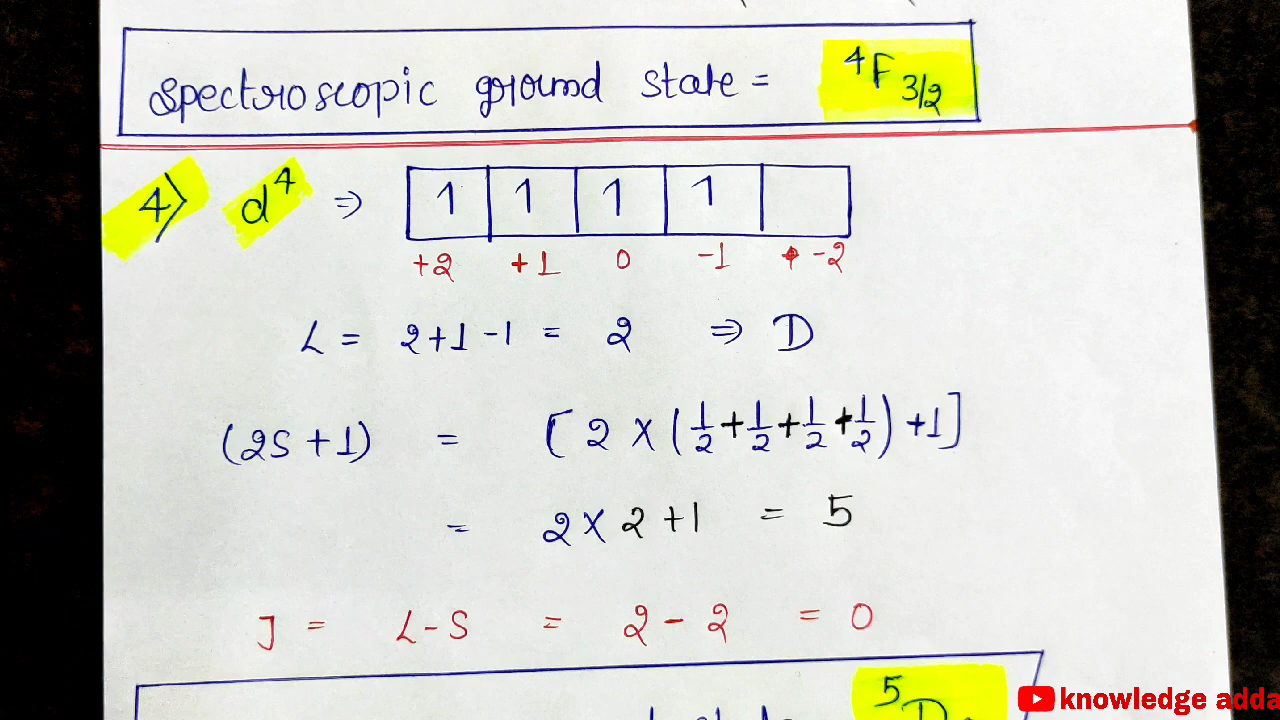 Spectroscopic ground state = ⁴F₃/₂
4) d⁴ ⇒ 1 1 1 1
+2 +1 0 -1 -2
L = 2+1-1 = 2 ⇒ D
(2S+1) = [2 × (1/2+1/2+1/2+1/2) +1]
= 2×2+1 = 5
J = L-S = 2-2 = 0
⁵D
knowledge adda